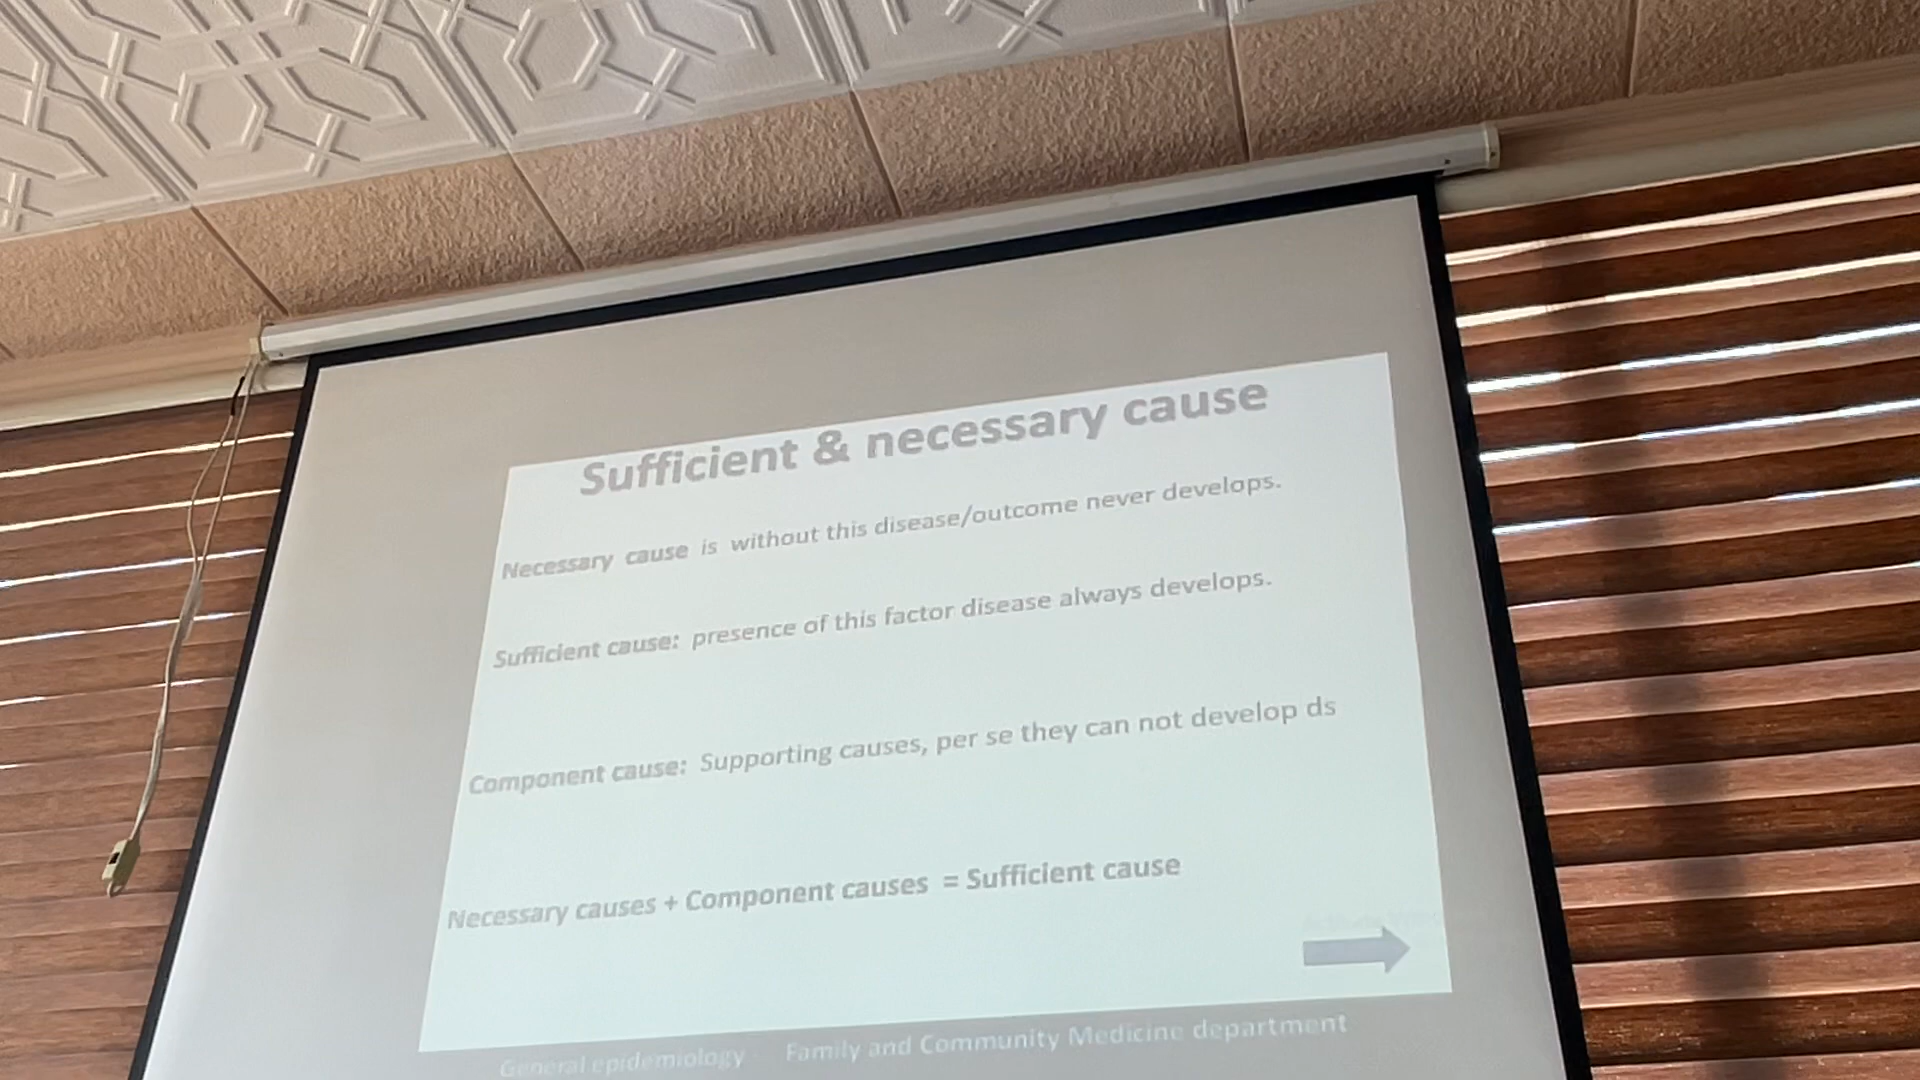 Sufficient & necessary cause
Necessary cause is without this disease/outcome never develops.
Sufficient cause: presence of this factor disease always develops.
Component cause: Supporting causes, per se they can not develop ds
Necessary causes + Component causes = Sufficient cause
General epidemiology - Family and Community Medicine department